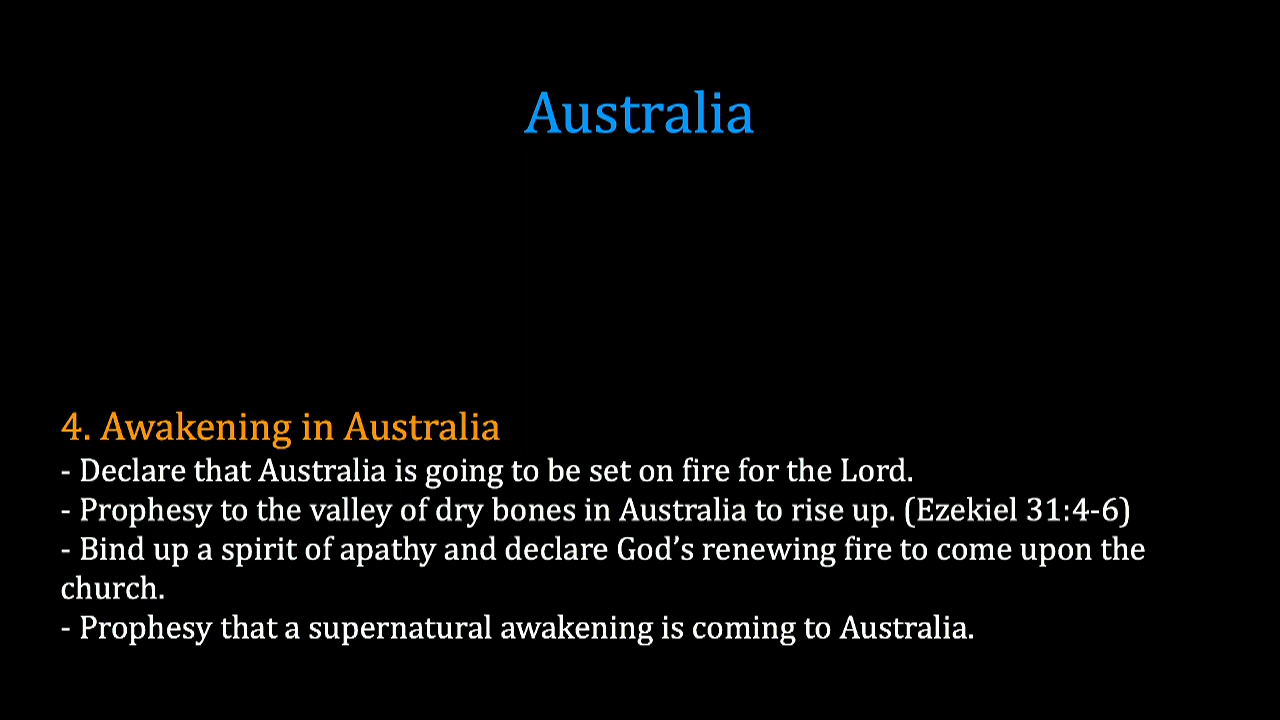 Australia
4. Awakening in Australia
- Declare that Australia is going to be set on fire for the Lord.
- Prophesy to the valley of dry bones in Australia to rise up. (Ezekiel 31:4-6)
- Bind up a spirit of apathy and declare God’s renewing fire to come upon the
church.
- Prophesy that a supernatural awakening is coming to Australia.